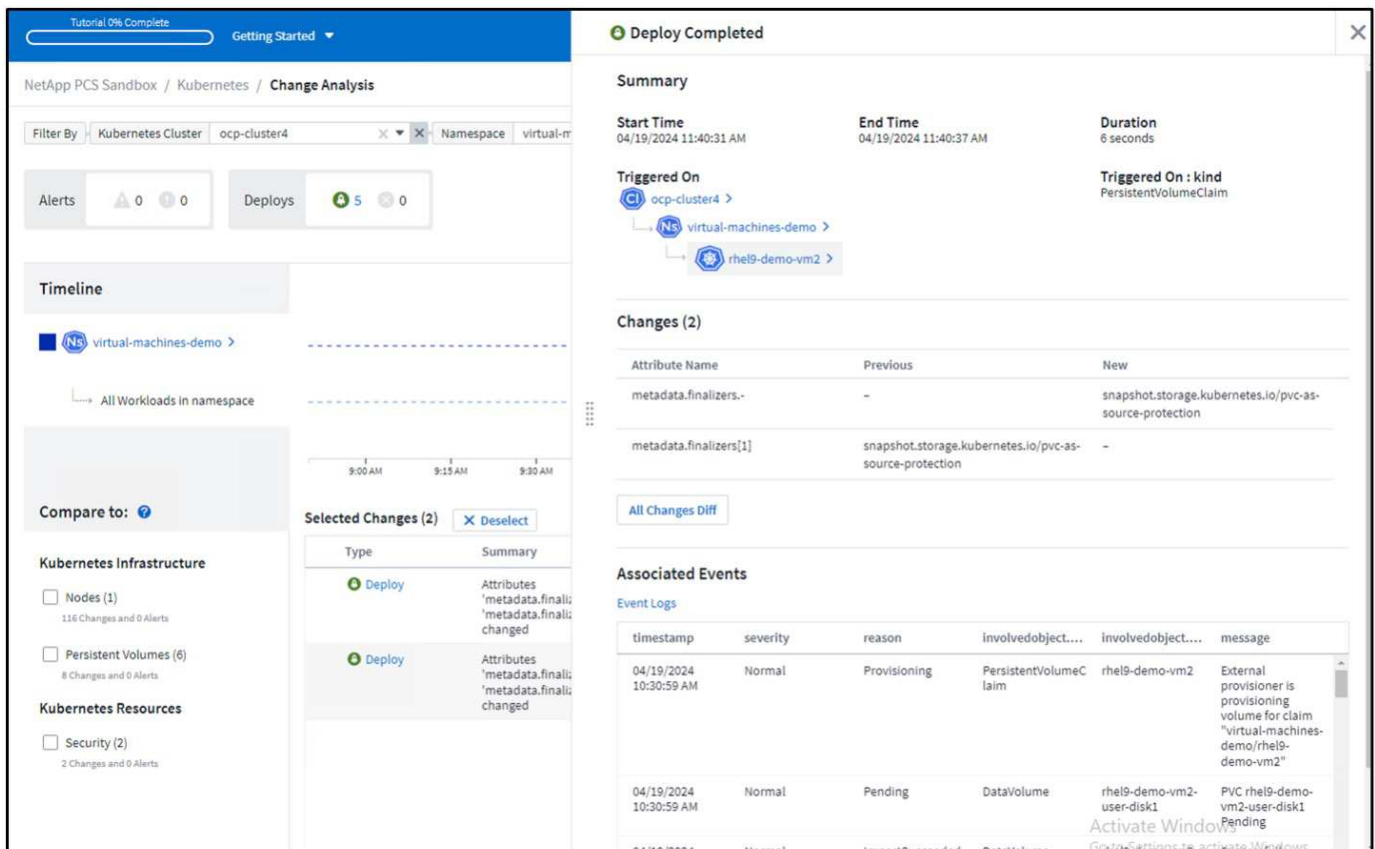 Tutorial 0% Complete
Getting Started
NetApp PCS Sandbox / Kubernetes / Change Analysis
Filter By Kubernetes Cluster ocp-cluster4 Namespace virtual-m
Alerts 0 0 Deploys 5 0
Timeline
Ns virtual-machines-demo >
All Workloads in namespace
9:00 AM 9:15 AM 9:30 AM
Compare to: ?
Selected Changes (2) X Deselect
Kubernetes Infrastructure
Nodes (1)
116 Changes and 0 Alerts
Persistent Volumes (6)
8 Changes and 0 Alerts
Kubernetes Resources
Security (2)
2 Changes and 0 Alerts
Type Summary
Deploy Attributes
'metadata.finali
'metadata.finali
changed
Deploy Attributes
'metadata.finali
'metadata.finali
changed
Deploy Completed
Summary
Start Time End Time Duration
04/19/2024 11:40:31 AM 04/19/2024 11:40:37 AM 6 seconds
Triggered On Triggered On : kind
Cl ocp-cluster4 > PersistentVolumeClaim
Ns virtual-machines-demo >
rhel9-demo-vm2 >
Changes (2)
Attribute Name Previous New
metadata.finalizers.- – snapshot.storage.kubernetes.io/pvc-as-
source-protection
metadata.finalizers[1] snapshot.storage.kubernetes.io/pvc-as- –
source-protection
All Changes Diff
Associated Events
Event Logs
timestamp severity reason involvedobject.... involvedobject.... message
04/19/2024 Normal Provisioning PersistentVolumeC rhel9-demo-vm2 External
10:30:59 AM laim provisioner is
provisioning
volume for claim
"virtual-machines-
demo/rhel9-
demo-vm2"
04/19/2024 Normal Pending DataVolume rhel9-demo-vm2- PVC rhel9-demo-
10:30:59 AM user-disk1 vm2-user-disk1
Pending
Activate Windows
Go to Settings to activate Windows